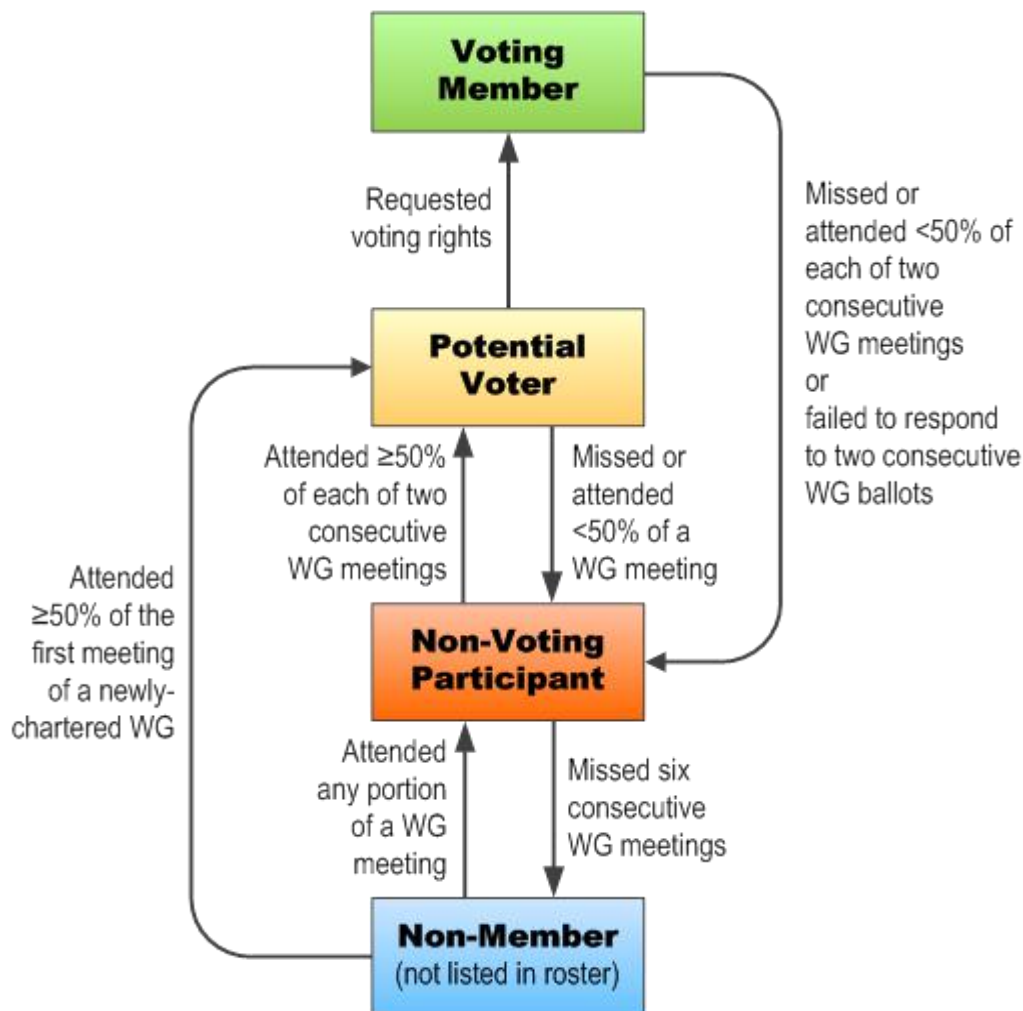 Voting
Member
Requested
voting rights
Missed or
attended <50% of
each of two
consecutive
WG meetings
or
failed to respond
to two consecutive
WG ballots
Potential
Voter
Attended ≥50%
of each of two
consecutive
WG meetings
Missed or
attended
<50% of a
WG meeting
Attended
≥50% of the
first meeting
of a newly-
chartered WG
Non-Voting
Participant
Attended
any portion
of a WG
meeting
Missed six
consecutive
WG meetings
Non-Member
(not listed in roster)